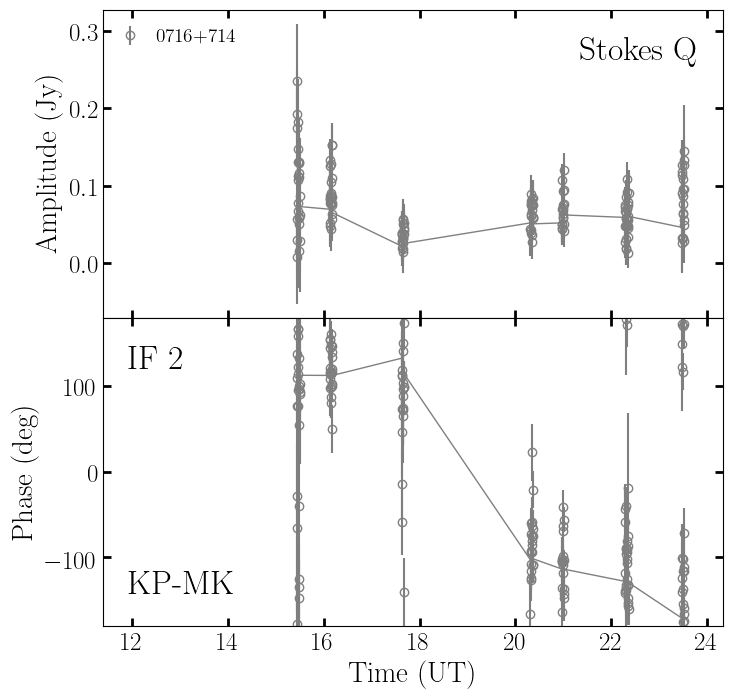 0716+714
Stokes Q
0.3
0.2
0.1
0.0
Amplitude (Jy)
IF 2
100
0
−100
Phase (deg)
KP-MK
12 14 16 18 20 22 24
Time (UT)